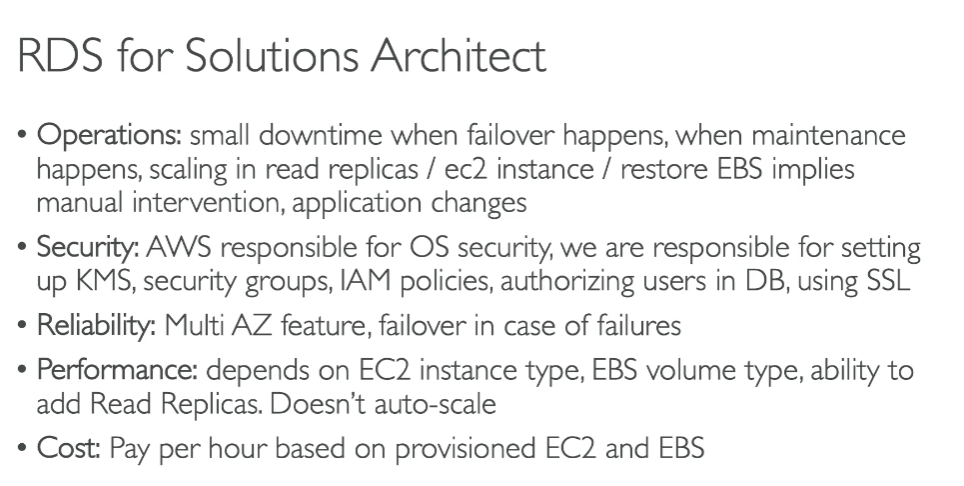 RDS for Solutions Architect
• Operations: small downtime when failover happens, when maintenance
happens, scaling in read replicas / ec2 instance / restore EBS implies
manual intervention, application changes
• Security: AWS responsible for OS security, we are responsible for setting
up KMS, security groups, IAM policies, authorizing users in DB, using SSL
• Reliability: Multi AZ feature, failover in case of failures
• Performance: depends on EC2 instance type, EBS volume type, ability to
add Read Replicas. Doesn't auto-scale
• Cost: Pay per hour based on provisioned EC2 and EBS